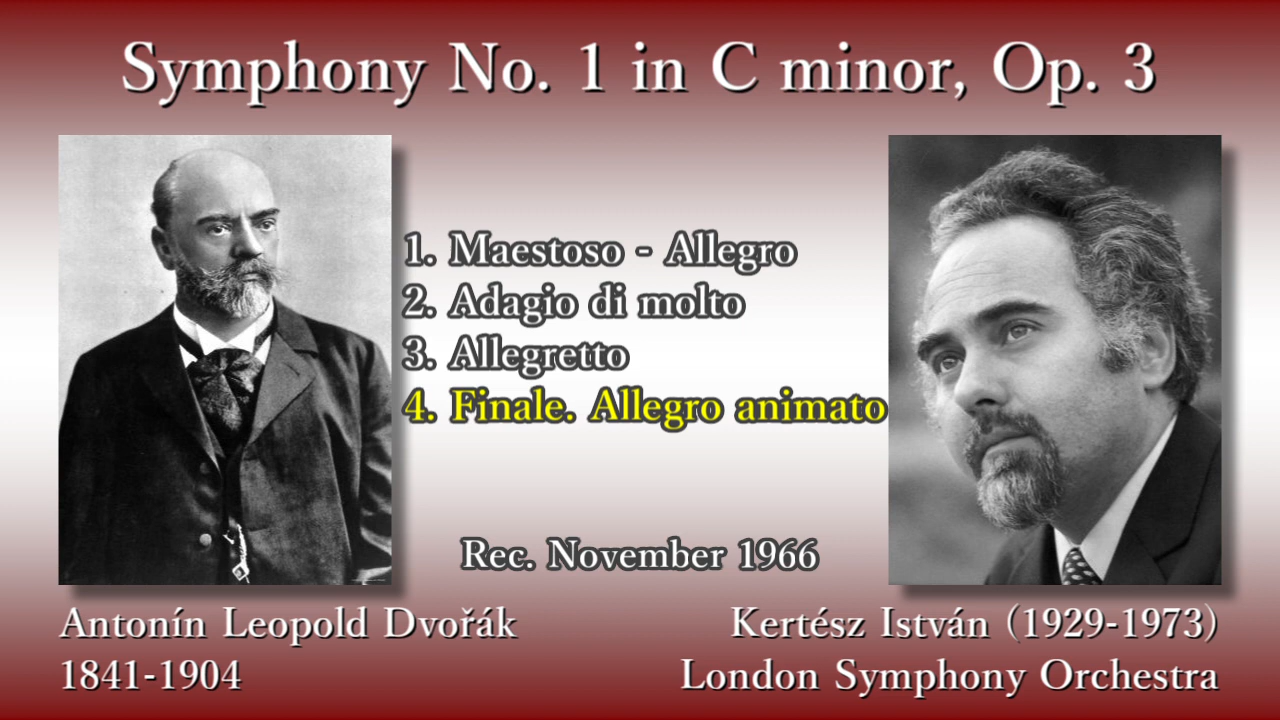 Symphony No. 1 in C minor, Op. 3
1. Maestoso - Allegro
2. Adagio di molto
3. Allegretto
4. Finale. Allegro animato
Rec. November 1966
Antonín Leopold Dvořák
1841-1904
Kertész István (1929-1973)
London Symphony Orchestra